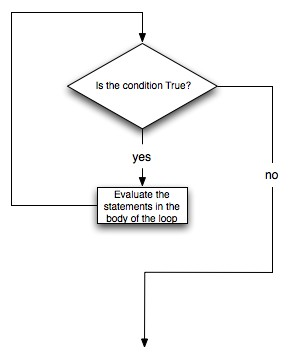 Is the condition True?
yes
no
Evaluate the
statements in the
body of the loop